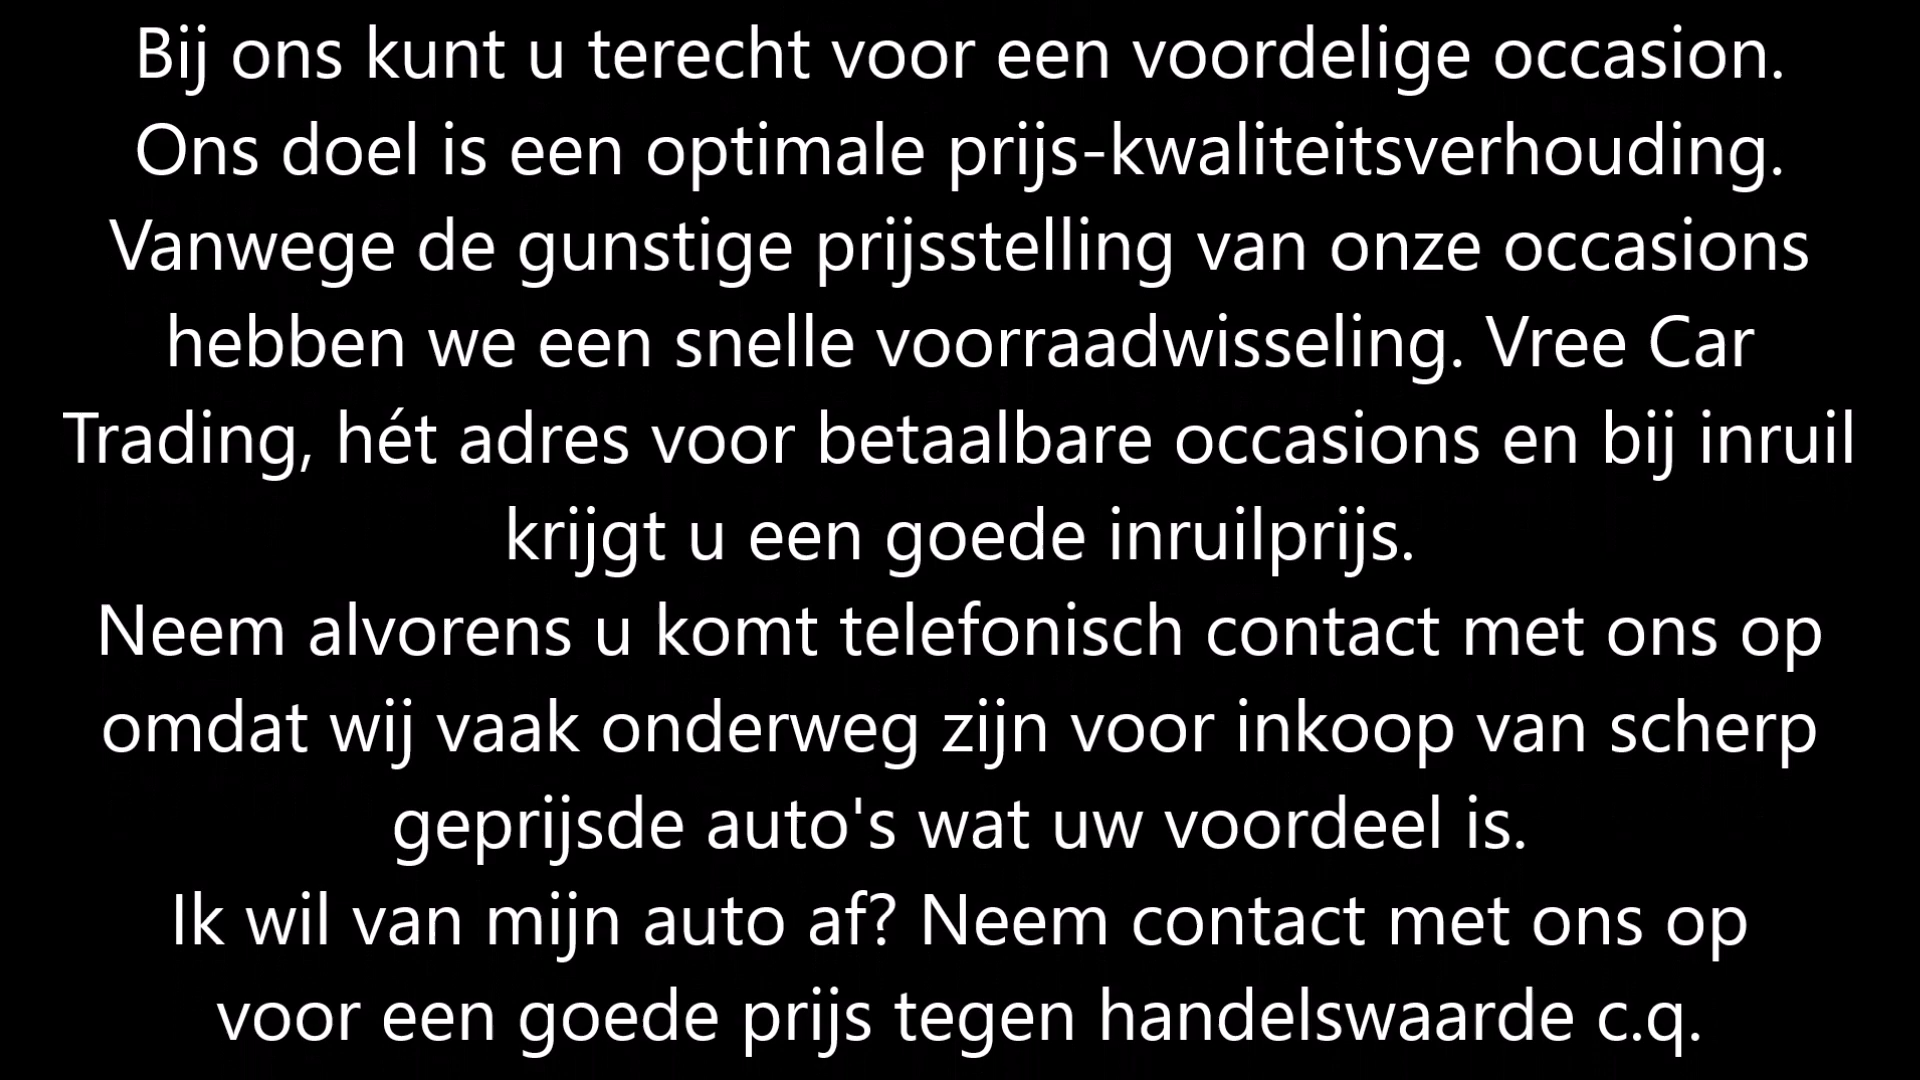 Bij ons kunt u terecht voor een voordelige occasion.
Ons doel is een optimale prijs-kwaliteitsverhouding.
Vanwege de gunstige prijsstelling van onze occasions
hebben we een snelle voorraadwisseling. Vree Car
Trading, hét adres voor betaalbare occasions en bij inruil
krijgt u een goede inruilprijs.
Neem alvorens u komt telefonisch contact met ons op
omdat wij vaak onderweg zijn voor inkoop van scherp
geprijsde auto's wat uw voordeel is.
Ik wil van mijn auto af? Neem contact met ons op
voor een goede prijs tegen handelswaarde c.q.